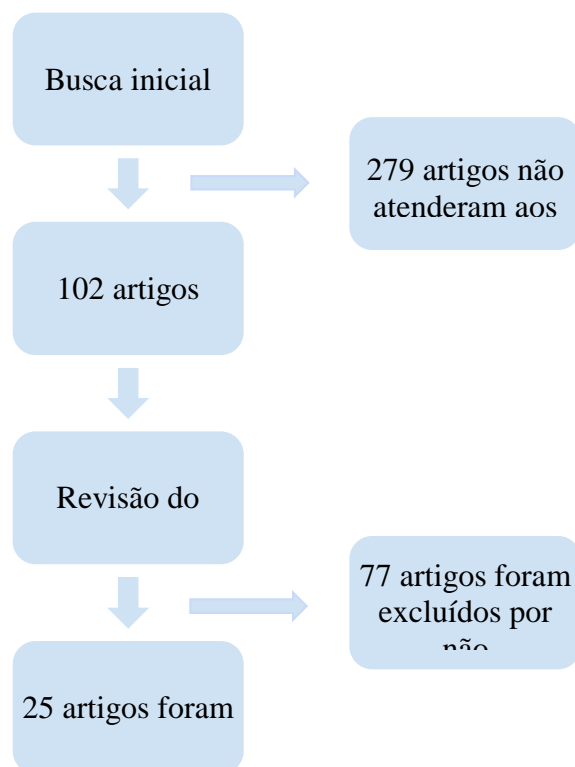 Busca inicial
279 artigos não
atenderam aos
102 artigos
Revisão do
77 artigos foram
excluídos por
não
25 artigos foram